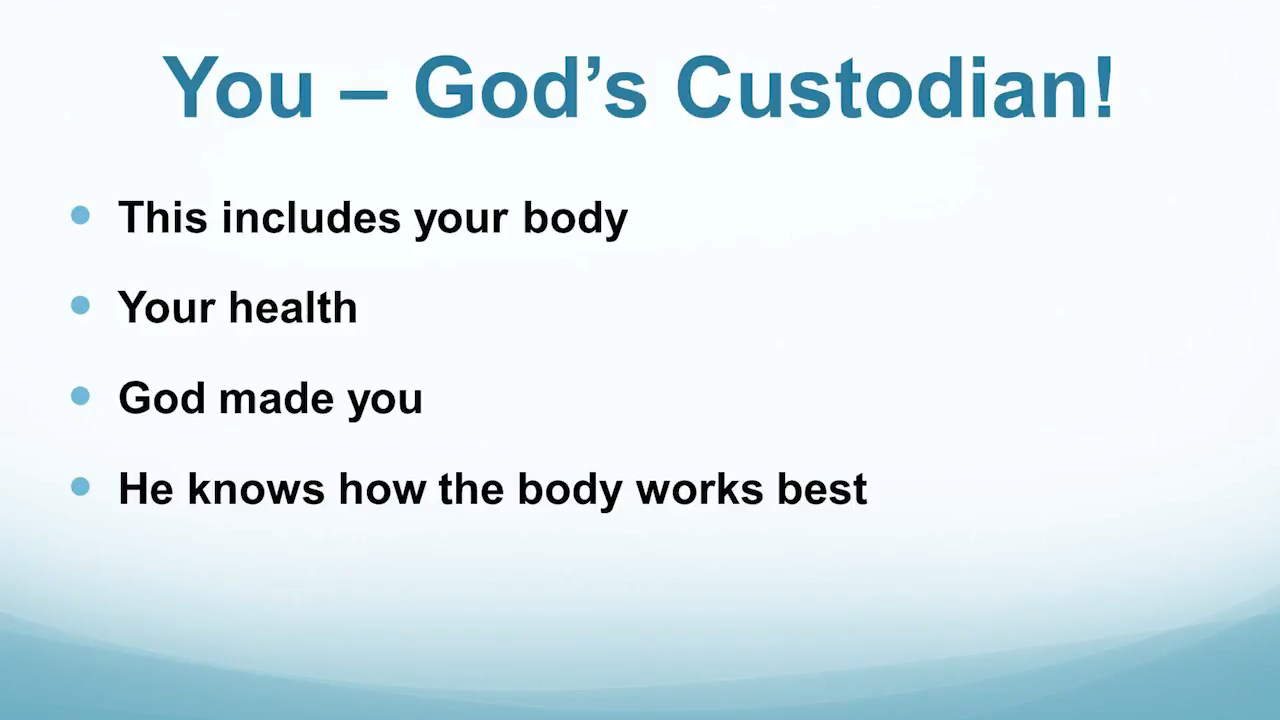 You – God’s Custodian!
This includes your body
Your health
God made you
He knows how the body works best